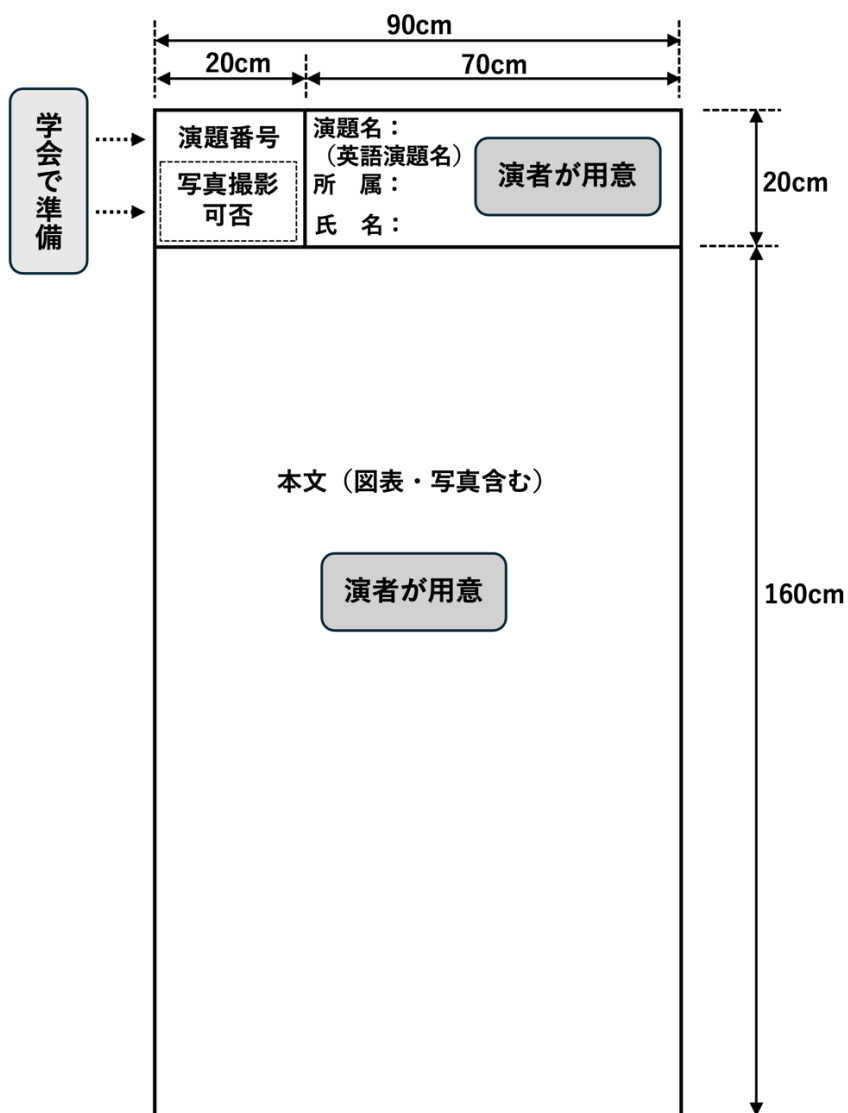 90cm
20cm
70cm
学会で準備
演題番号
写真撮影
可否
演題名：
（英語演題名）
所　属：
氏　名：
演者が用意
20cm
本文（図表・写真含む）
演者が用意
160cm